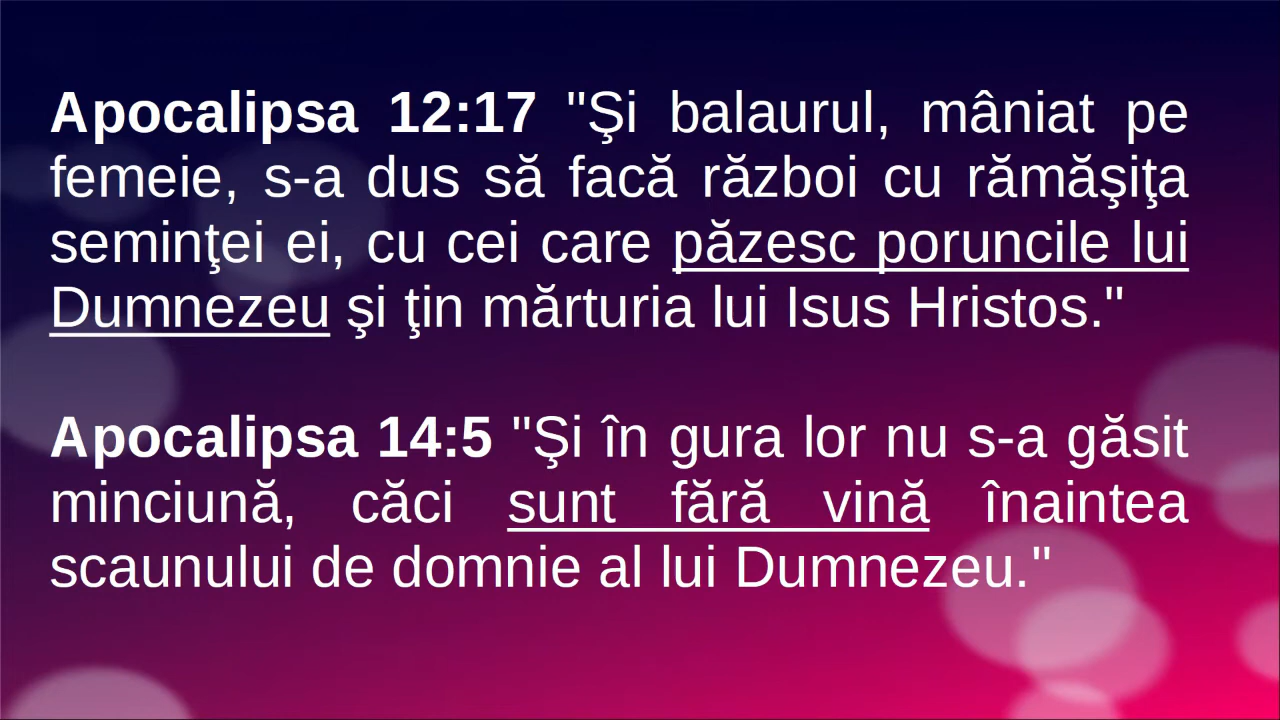 Apocalipsa 12:17 "Şi balaurul, mâniat pe
femeie, s-a dus să facă război cu rămăşiţa
seminţei ei, cu cei care păzesc poruncile lui
Dumnezeu şi ţin mărturia lui Isus Hristos."
Apocalipsa 14:5 "Şi în gura lor nu s-a găsit
minciună, căci sunt fără vină înaintea
scaunului de domnie al lui Dumnezeu."